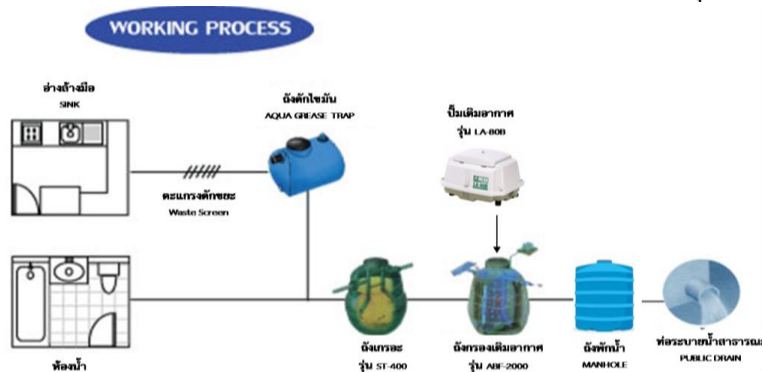 WORKING PROCESS
อ่างล้างมือ
SINK
ถังดักไขมัน
AQUA GREASE TRAP
ปั๊มเติมอากาศ
รุ่น LA-80B
ตะแกรงดักขยะ
Waste Screen
ห้องน้ำ
ถังเกรอะ
รุ่น ST-400
ถังกรองเติมอากาศ
รุ่น ABF-2000
ถังพักน้ำ
MANHOLE
ท่อระบายน้ำสาธารณะ
PUBLIC DRAIN